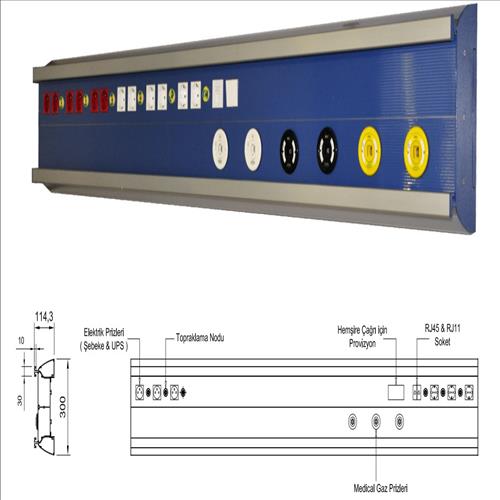 114,3
10
30
300
Elektrik Prizleri
( Şebeke & UPS )
Topraklama Nodu
Hemşire Çağrı için
Provizyon
RJ45 & RJ11
Soket
Medical Gaz Prizleri